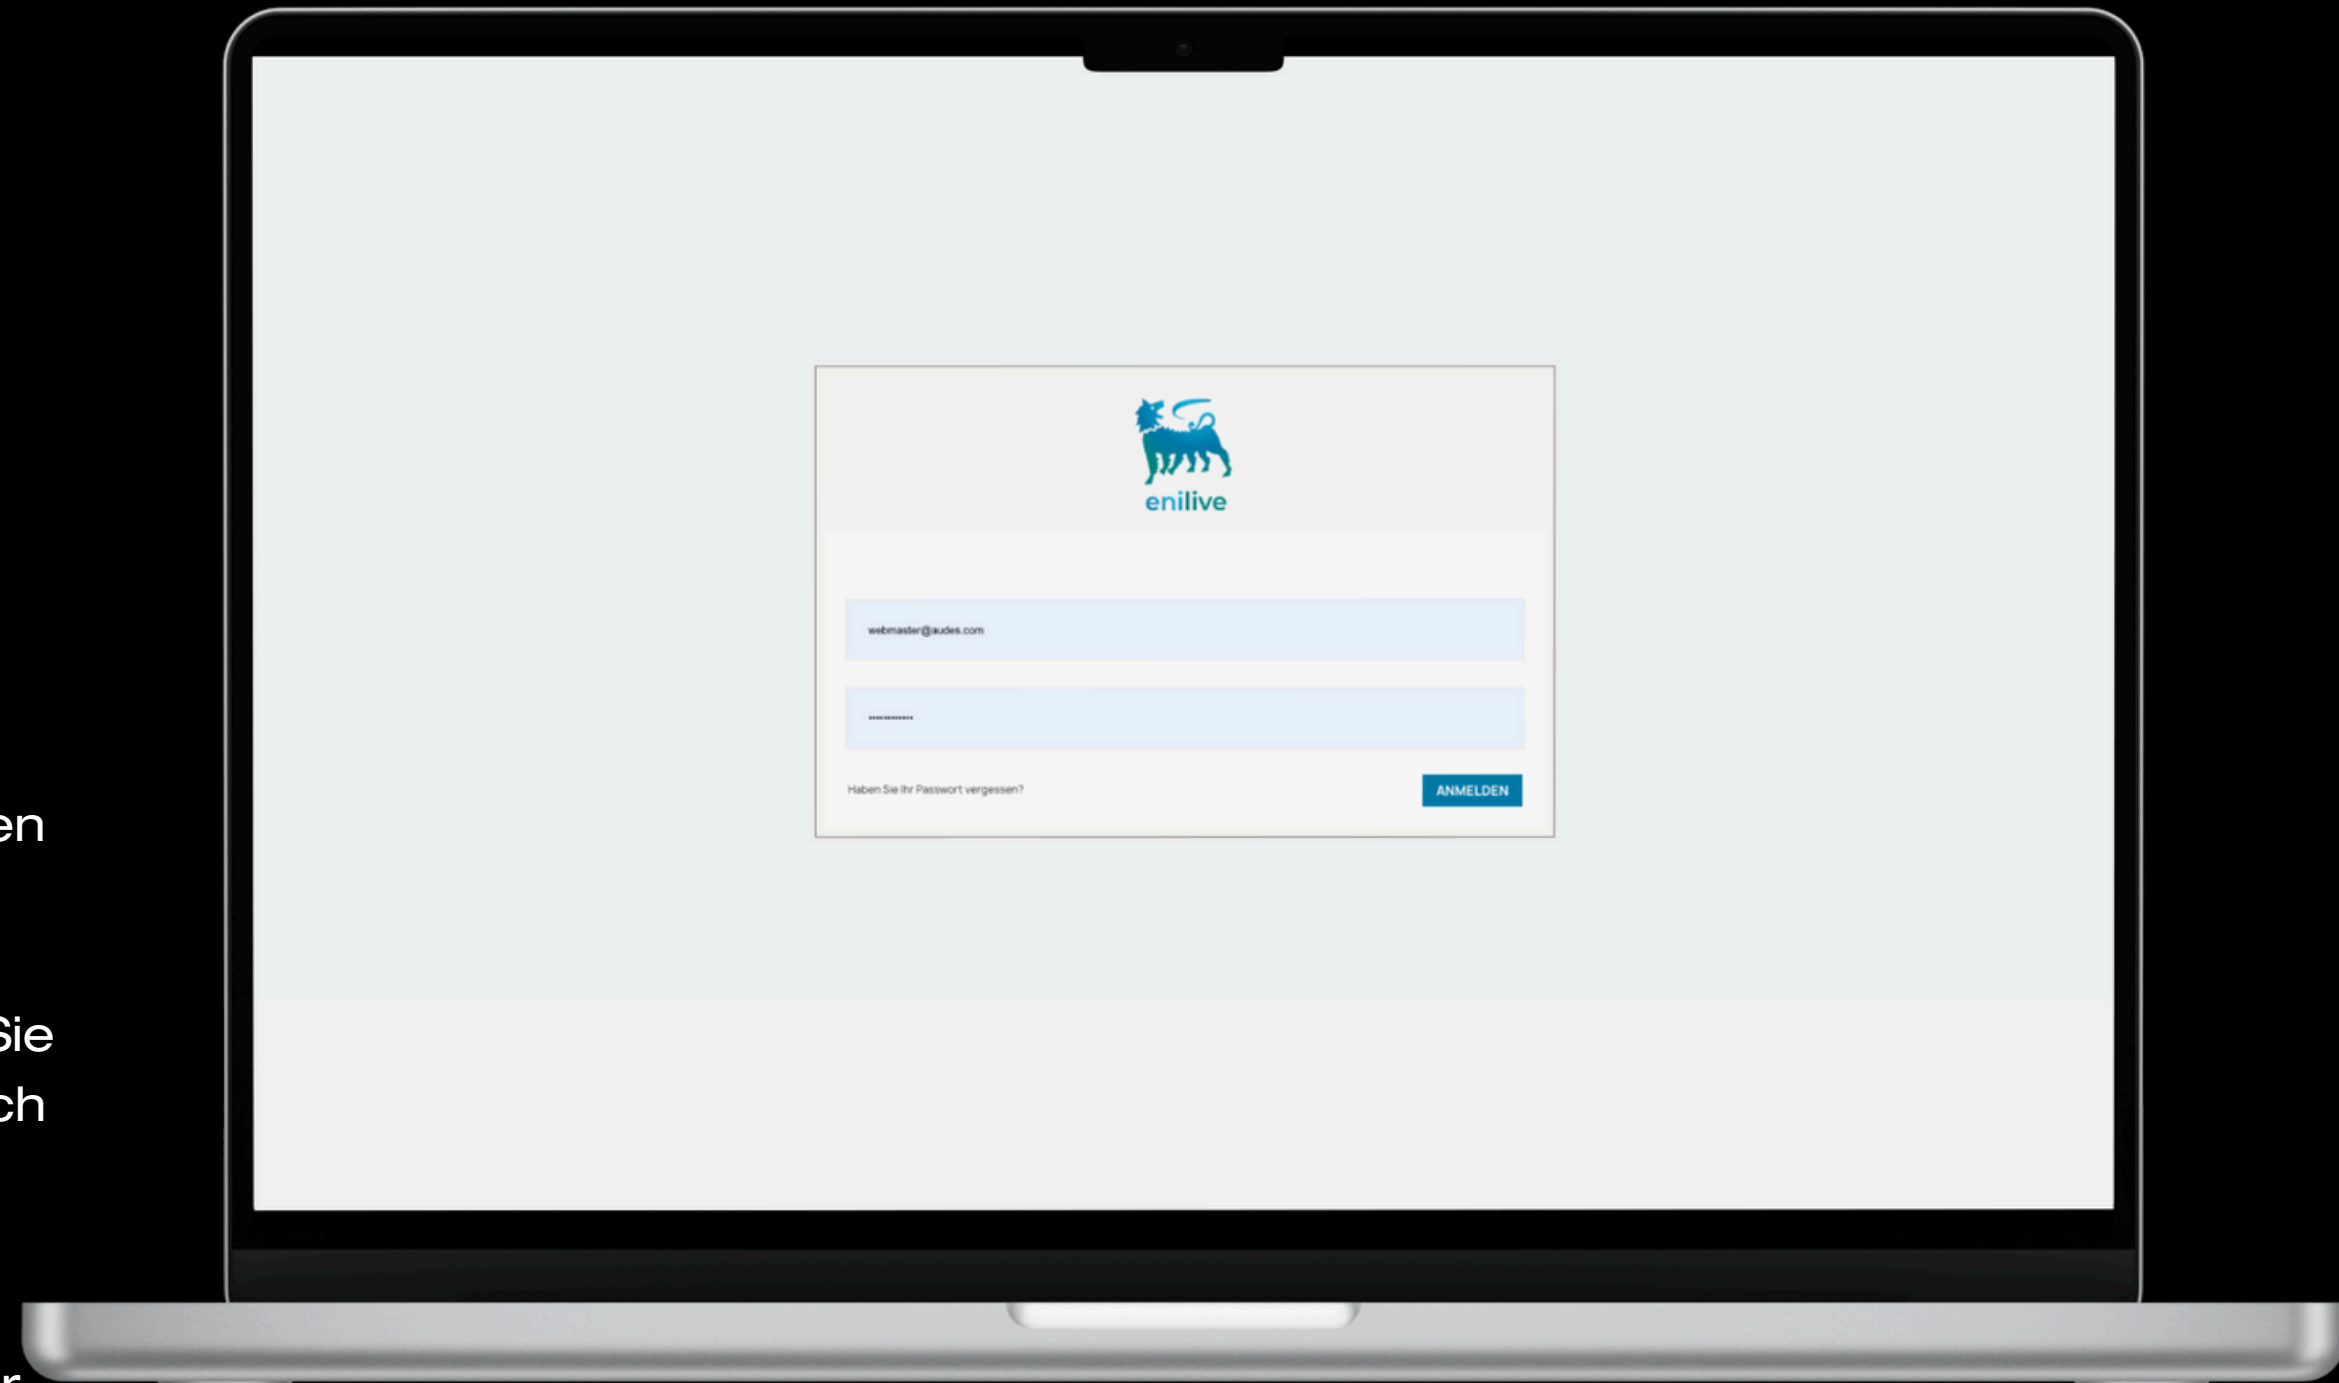 enilive
webmaster@audes.com
Haben Sie Ihr Passwort vergessen?
ANMELDEN
en
Sie
ch
r